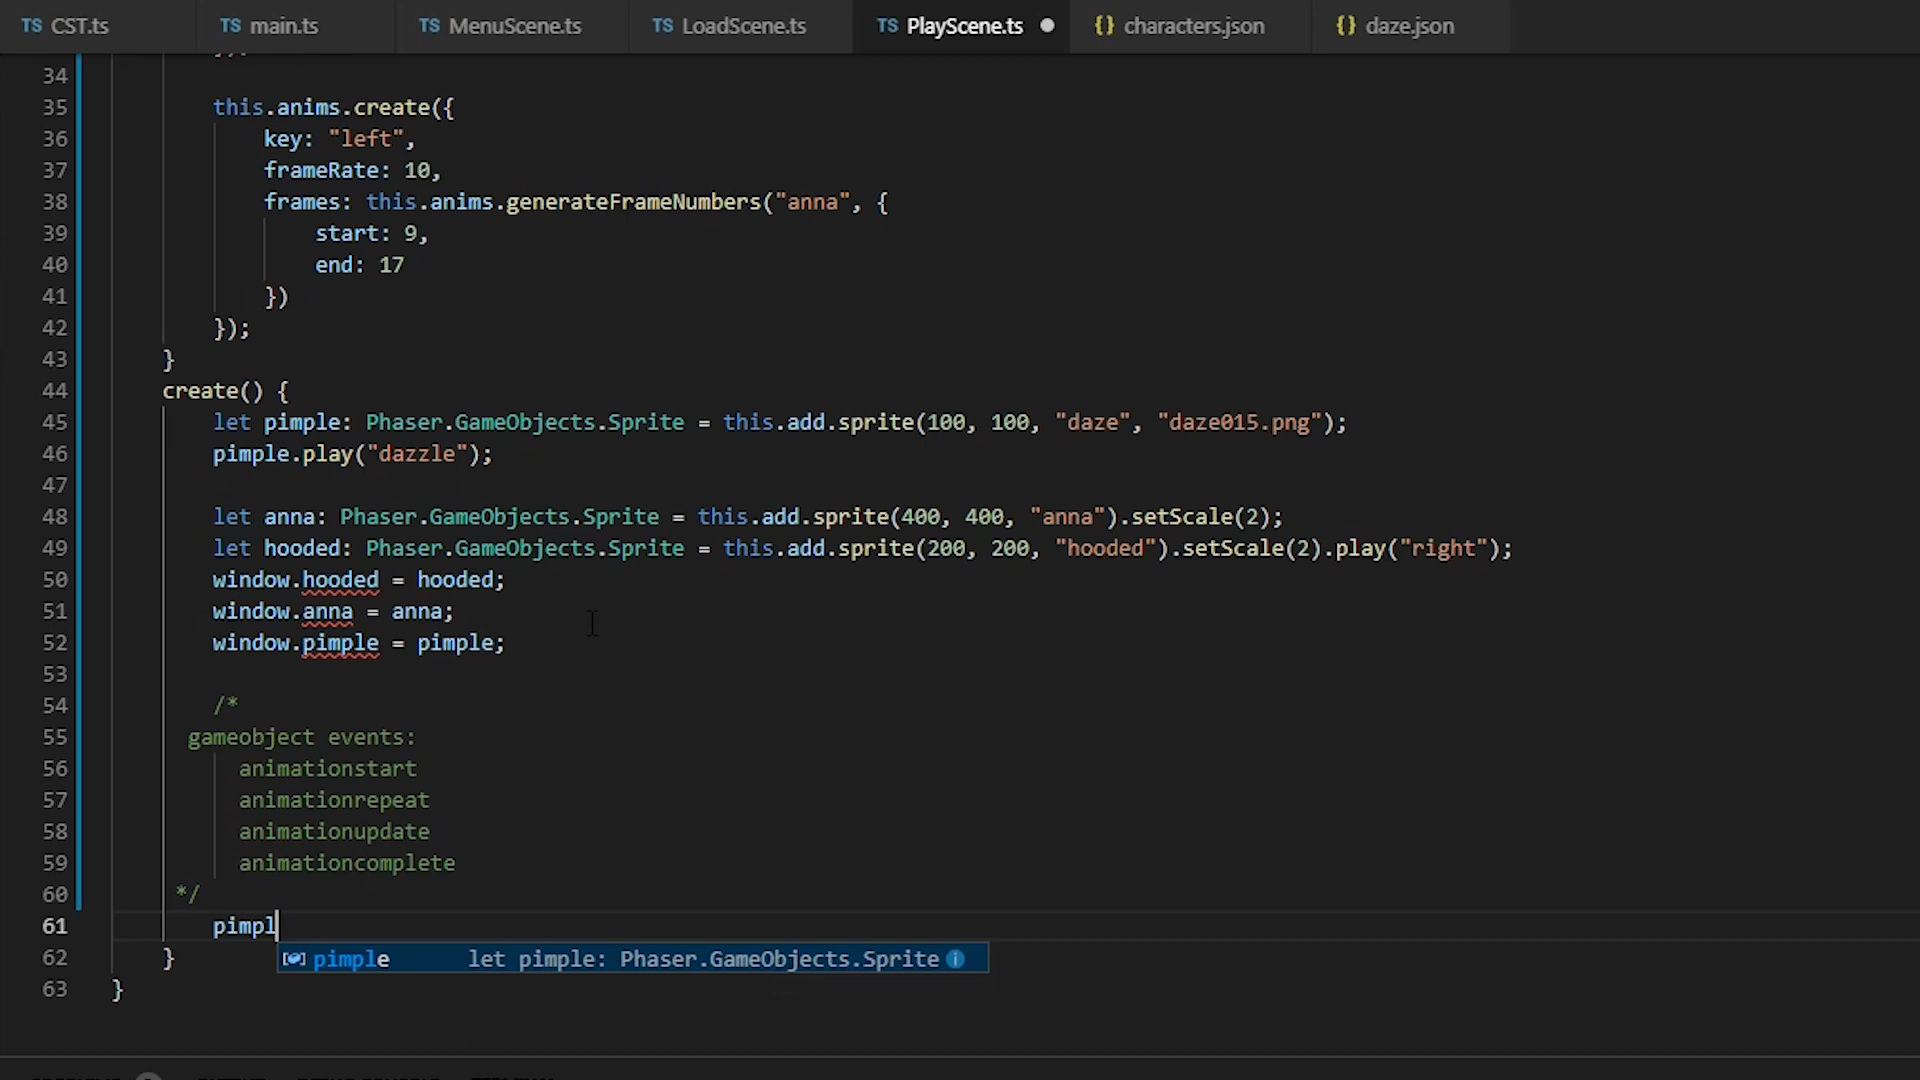 TS CST.ts TS main.ts TS MenuScene.ts TS LoadScene.ts TS PlayScene.ts {} characters.json {} daze.json
34
35 this.anims.create({
36 key: "left",
37 frameRate: 10,
38 frames: this.anims.generateFrameNumbers("anna", {
39 start: 9,
40 end: 17
41 })
42 });
43 }
44 create() {
45 let pimple: Phaser.GameObjects.Sprite = this.add.sprite(100, 100, "daze", "daze015.png");
46 pimple.play("dazzle");
47
48 let anna: Phaser.GameObjects.Sprite = this.add.sprite(400, 400, "anna").setScale(2);
49 let hooded: Phaser.GameObjects.Sprite = this.add.sprite(200, 200, "hooded").setScale(2).play("right");
50 window.hooded = hooded;
51 window.anna = anna;
52 window.pimple = pimple;
53
54 /*
55 gameobject events:
56 animationstart
57 animationrepeat
58 animationupdate
59 animationcomplete
60 */
61 pimpl
62 } pimple let pimple: Phaser.GameObjects.Sprite
63 }